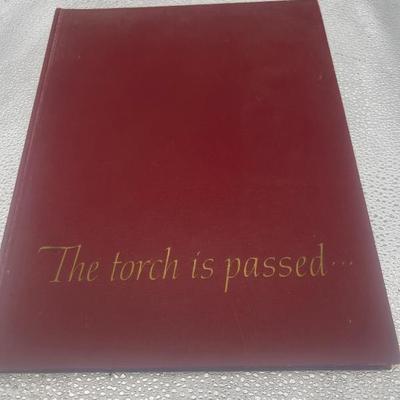 The torch is passed...